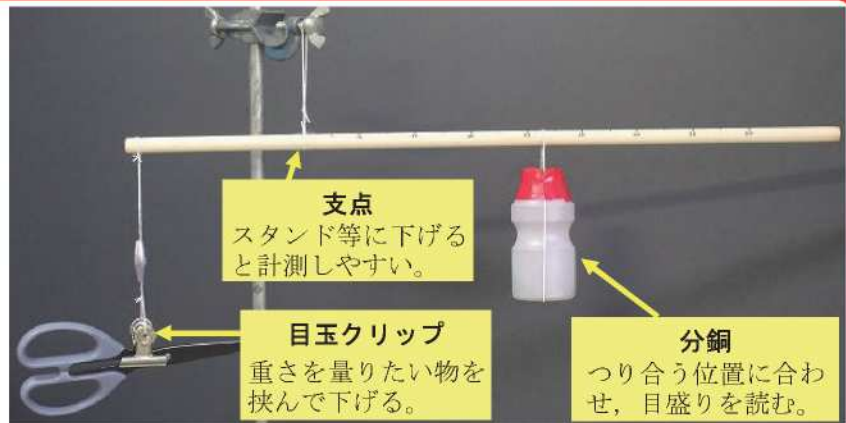 支点
スタンド等に下げる
と計測しやすい。
目玉クリップ
重さを量りたい物を
挟んで下げる。
分銅
つり合う位置に合わ
せ，目盛りを読む。